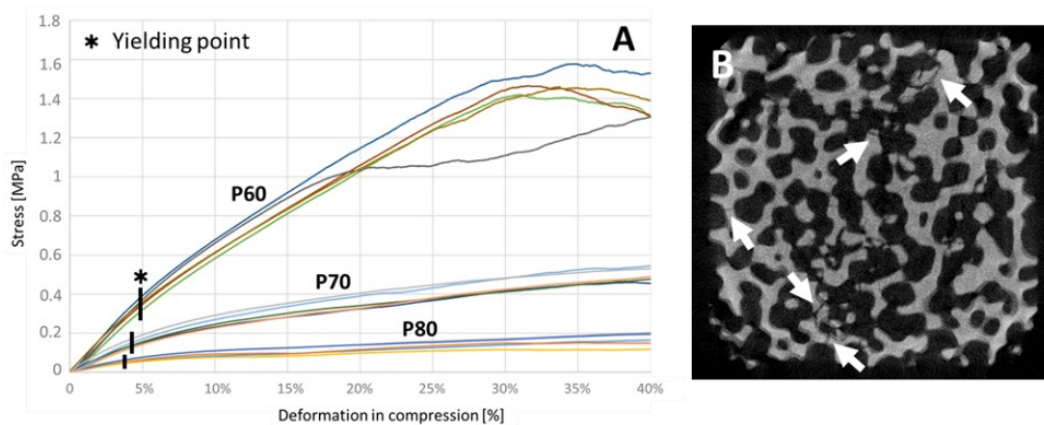 1.8
1.6
1.4
1.2
1
0.8
0.6
0.4
0.2
0
Stress [MPa]
* Yielding point
A
P60
*
P70
P80
0 5% 10% 15% 20% 25% 30% 35% 40%
Deformation in compression [%]
B